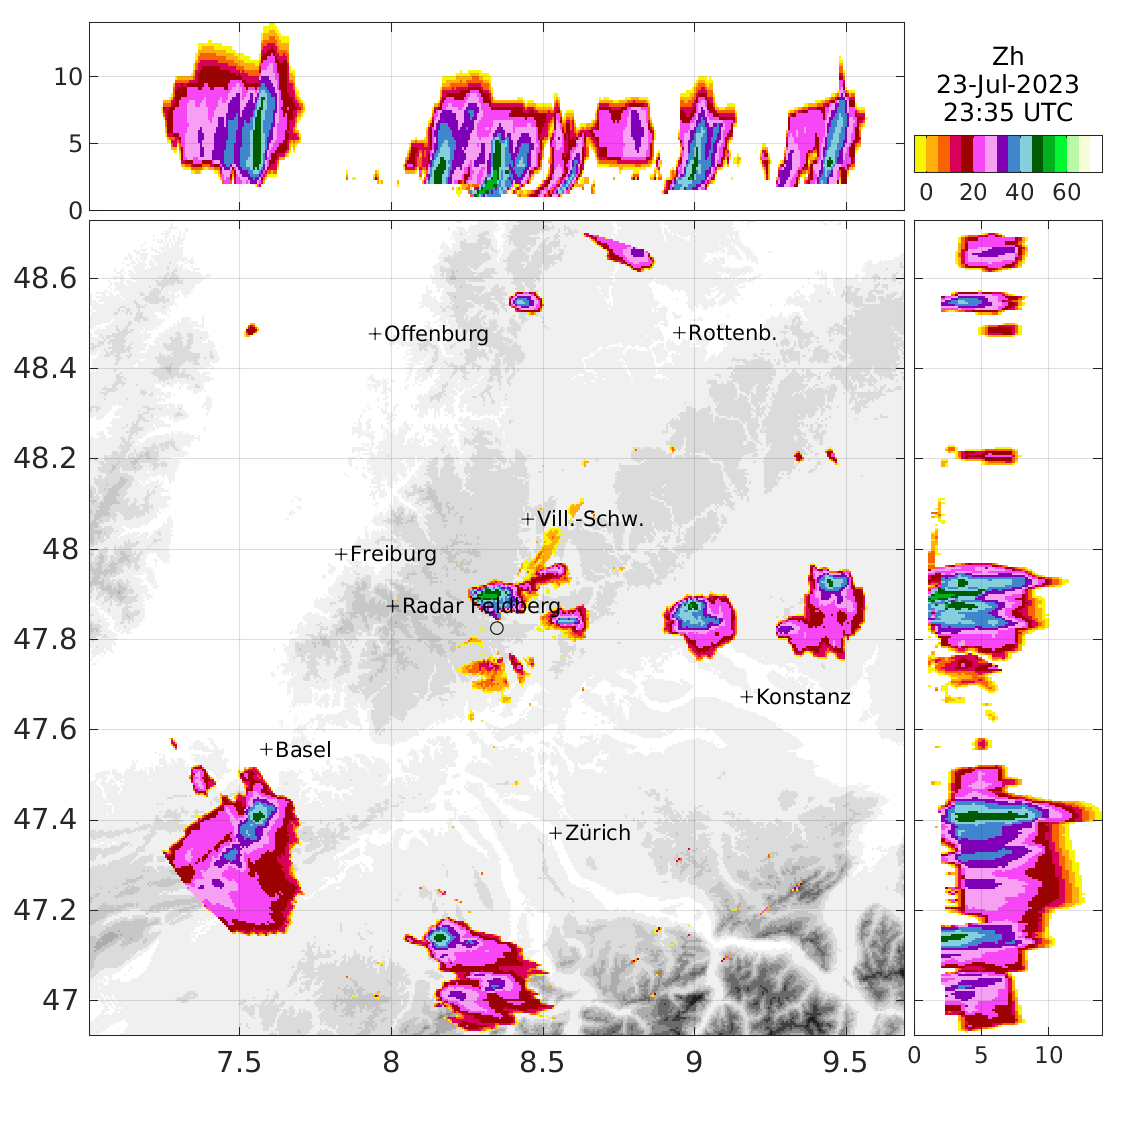 Zh
23-Jul-2023
23:35 UTC
0 20 40 60
10
5
0
48.6
48.4
48.2
48
47.8
47.6
47.4
47.2
47
+Offenburg
+Rottenb.
+Vill.-Schw.
+Freiburg
+Radar Feldberg
+Konstanz
+Basel
+Zürich
7.5 8 8.5 9 9.5
0 5 10